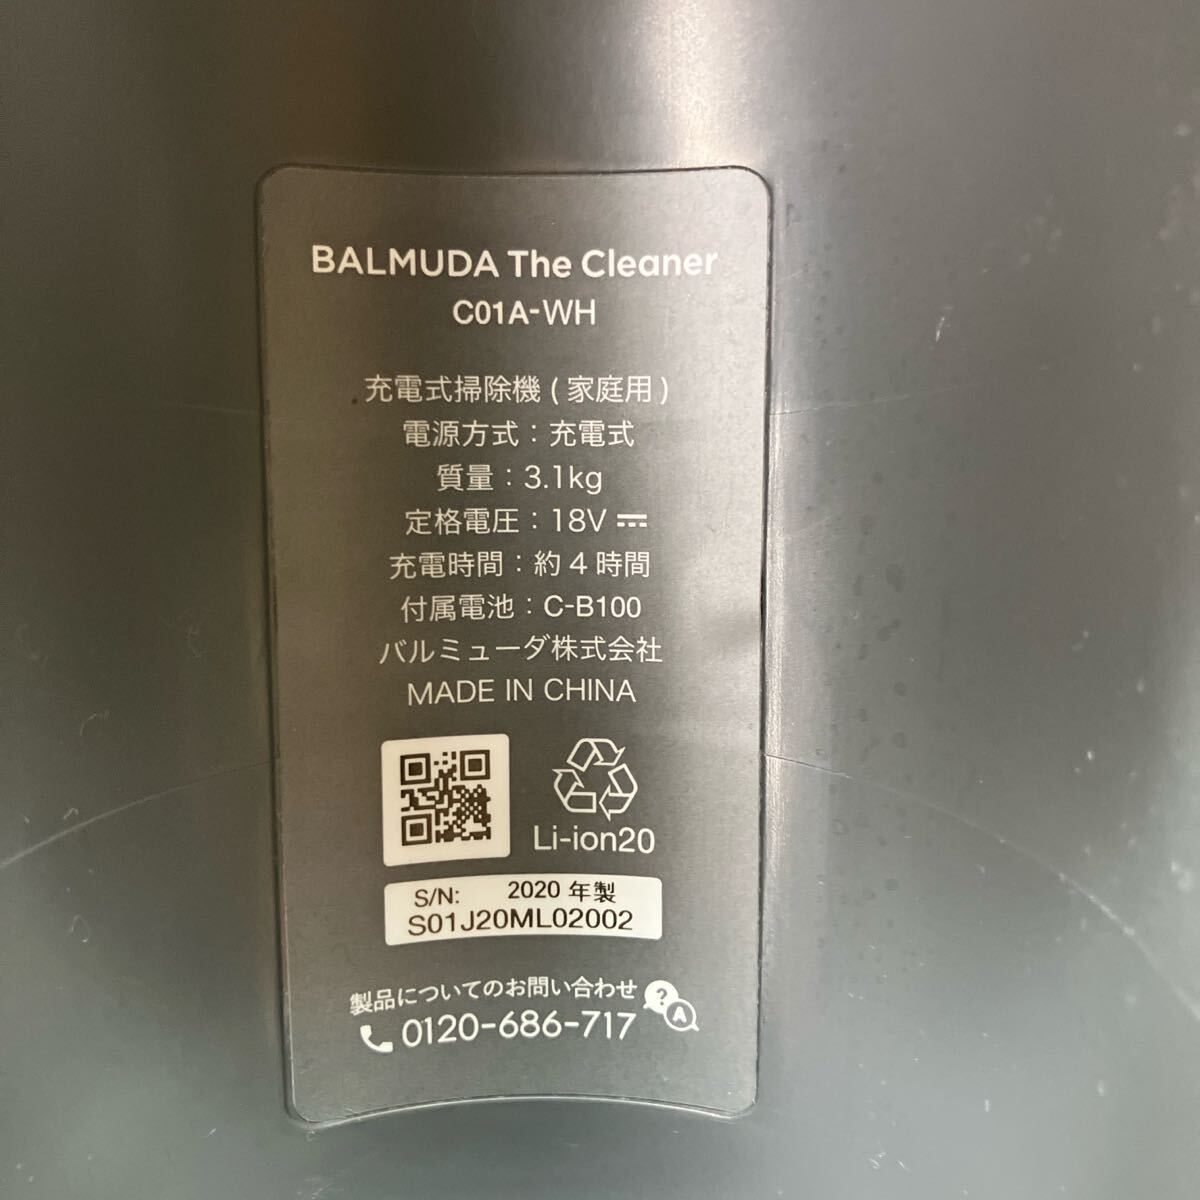 BALMUDA The Cleaner
C01A-WH
充電式掃除機 ( 家庭用 )
電源方式：充電式
質量：3.1kg
定格電圧：18V ⎓
充電時間：約 4 時間
付属電池：C-B100
バルミューダ株式会社
MADE IN CHINA
Li-ion20
S/N: 2020 年製
S01J20ML02002
製品についてのお問い合わせ
? A
0120-686-717